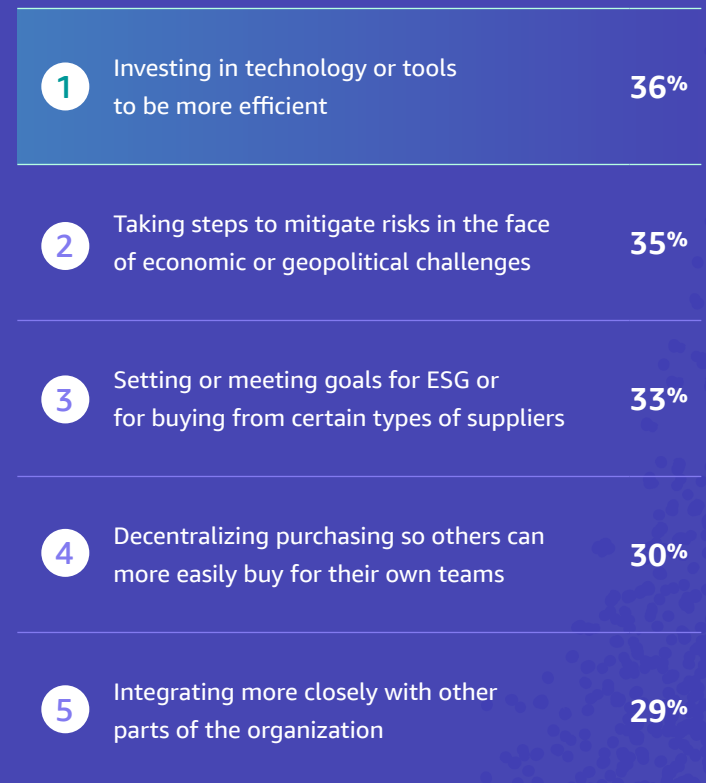 1
Investing in technology or tools
to be more efficient
36%
2
Taking steps to mitigate risks in the face
of economic or geopolitical challenges
35%
3
Setting or meeting goals for ESG or
for buying from certain types of suppliers
33%
4
Decentralizing purchasing so others can
more easily buy for their own teams
30%
5
Integrating more closely with other
parts of the organization
29%